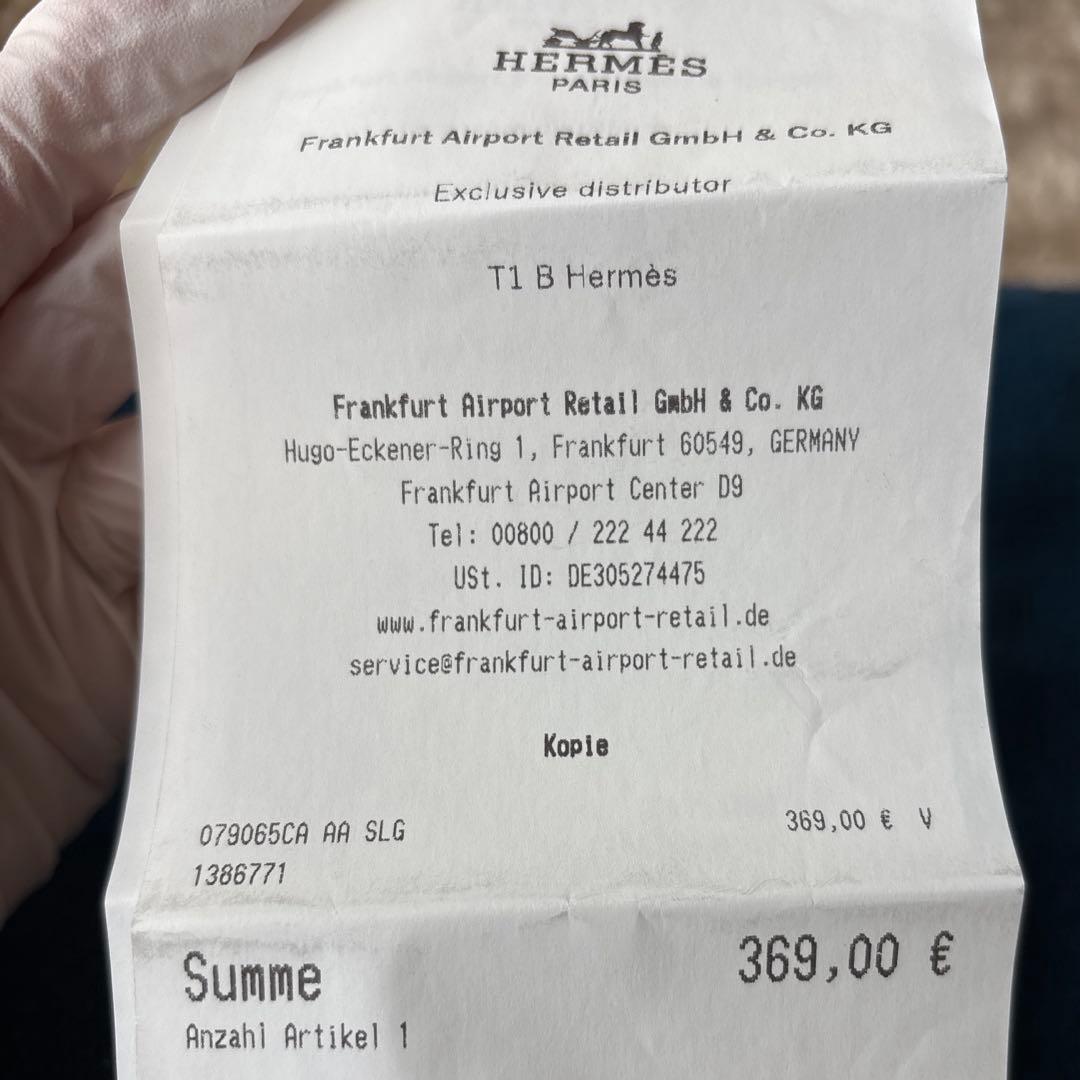 HERMÈS
PARIS
Frankfurt Airport Retail GmbH & Co. KG
Exclusive distributor
T1 B Hermès
Frankfurt Airport Retail GmbH & Co. KG
Hugo-Eckener-Ring 1, Frankfurt 60549, GERMANY
Frankfurt Airport Center D9
Tel: 00800 / 222 44 222
USt. ID: DE305274475
www.frankfurt-airport-retail.de
service@frankfurt-airport-retail.de
Kopie
079065CA AA SLG 369,00 € V
1386771
Summe 369,00 €
Anzahl Artikel 1